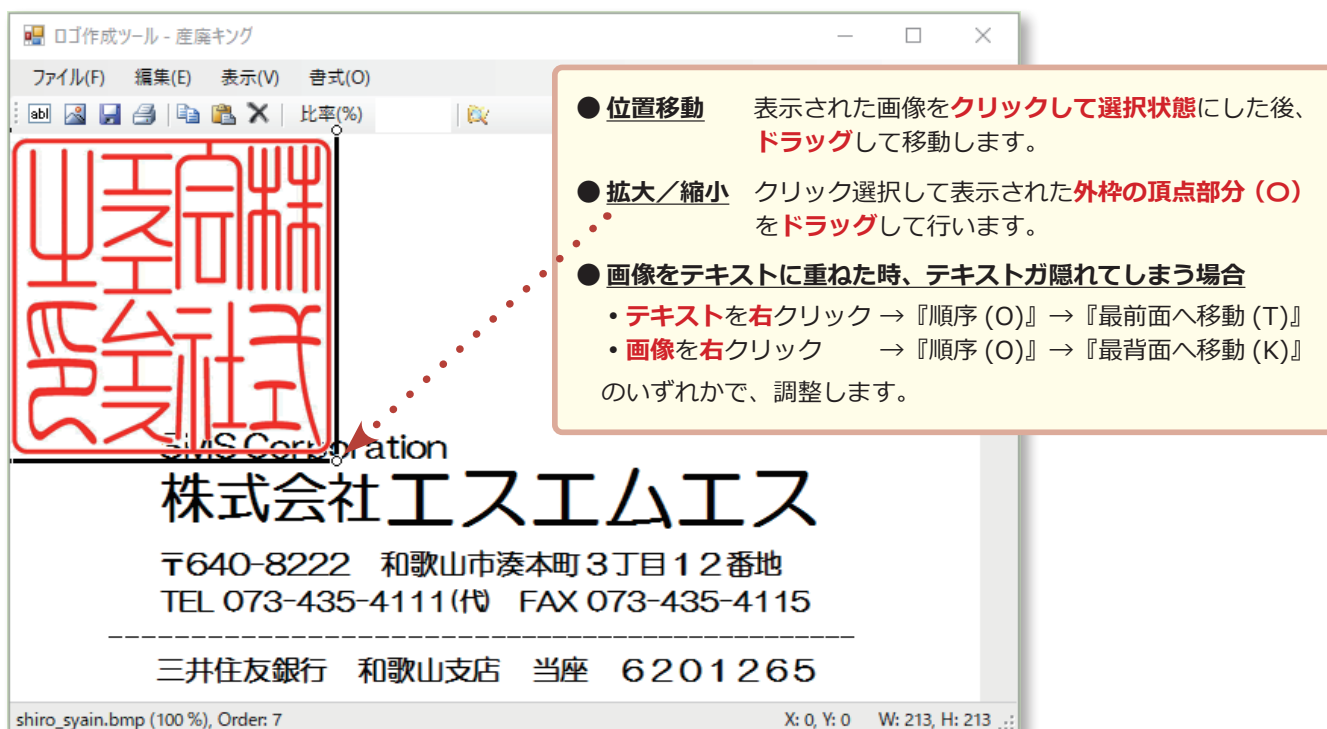 ロゴ作成ツール - 産廃キング
ファイル(F) 編集(E) 表示(V) 書式(O)
abl 比率(%)
● 位置移動 表示された画像をクリックして選択状態にした後、
ドラッグして移動します。
● 拡大／縮小 クリック選択して表示された外枠の頂点部分（○）
をドラッグして行います。
● 画像をテキストに重ねた時、テキストガ隠れてしまう場合
・テキストを右クリック →『順序 (O)』→『最前面へ移動 (T)』
・画像を右クリック →『順序 (O)』→『最背面へ移動 (K)』
のいずれかで、調整します。
株式会社エスエムエス会社之印
SMS Corporation
株式会社エスエムエス
〒640-8222 和歌山市湊本町３丁目１２番地
TEL 073-435-4111(代) FAX 073-435-4115
三井住友銀行 和歌山支店 当座 ６２０１２６５
shiro_syain.bmp (100 %), Order: 7 X: 0, Y: 0 W: 213, H: 213